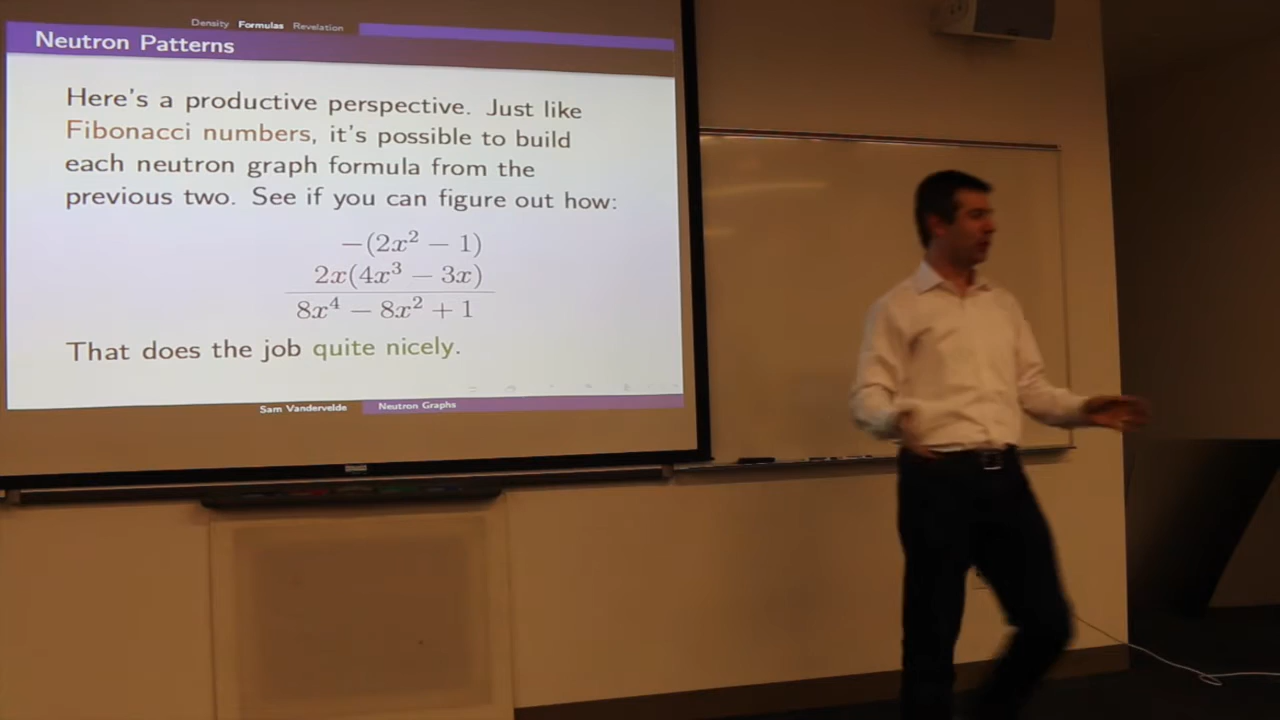 Density Formulas Revelation
Neutron Patterns
Here's a productive perspective. Just like
Fibonacci numbers, it's possible to build
each neutron graph formula from the
previous two. See if you can figure out how:
−(2x² − 1)
2x(4x³ − 3x)
8x⁴ − 8x² + 1
That does the job quite nicely.
Sam Vandervelde Neutron Graphs